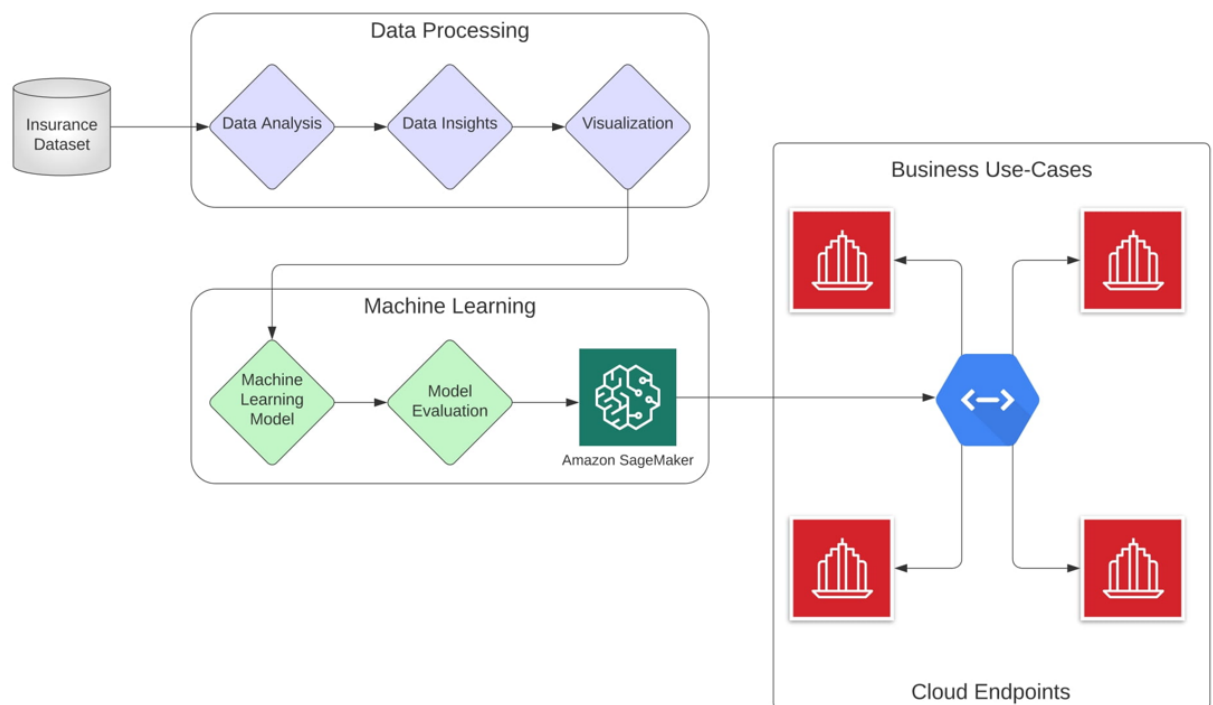 Data Processing
Insurance
Dataset
Data Analysis
Data Insights
Visualization
Business Use-Cases
Machine Learning
Machine
Learning
Model
Model
Evaluation
Amazon SageMaker
Cloud Endpoints